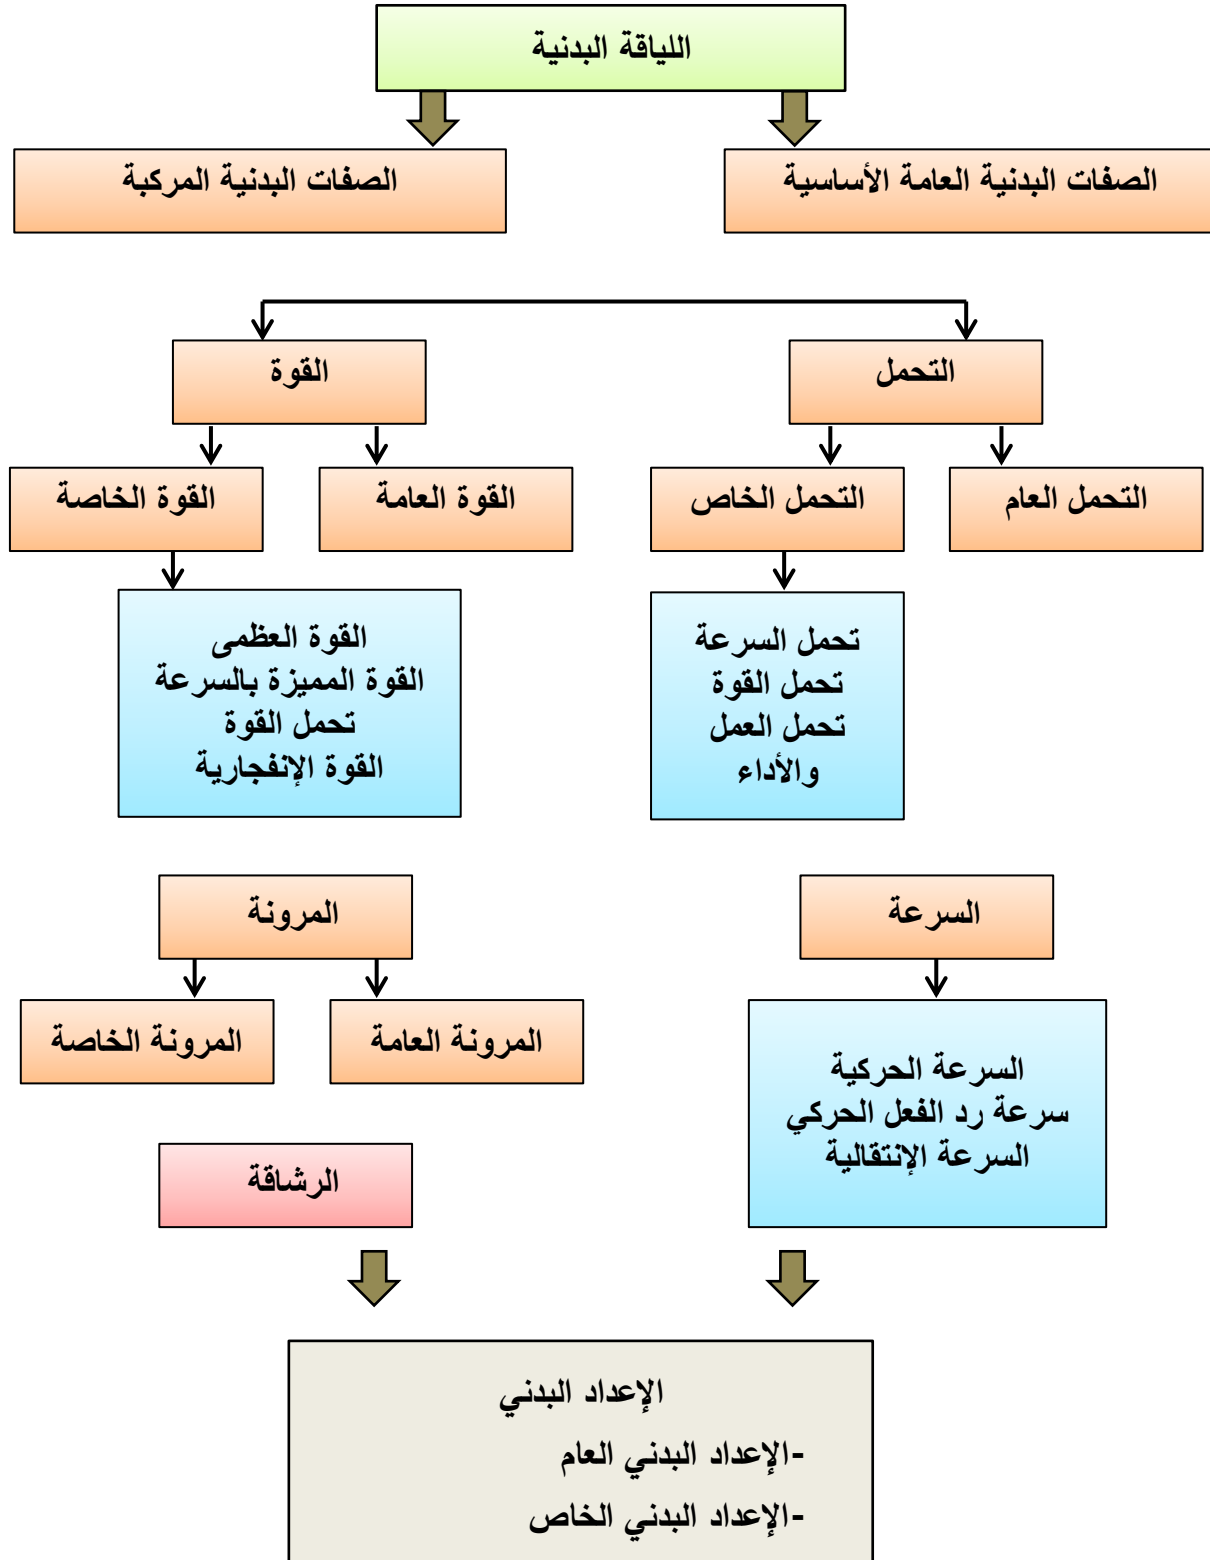 اللياقة البدنية
الصفات البدنية العامة الأساسية
الصفات البدنية المركبة
التحمل
القوة
التحمل العام
التحمل الخاص
القوة العامة
القوة الخاصة
تحمل السرعة
تحمل القوة
تحمل العمل
والأداء
القوة العظمى
القوة المميزة بالسرعة
تحمل القوة
القوة الإنفجارية
السرعة
المرونة
المرونة العامة
المرونة الخاصة
السرعة الحركية
سرعة رد الفعل الحركي
السرعة الإنتقالية
الرشاقة
الإعداد البدني
-الإعداد البدني العام
-الإعداد البدني الخاص